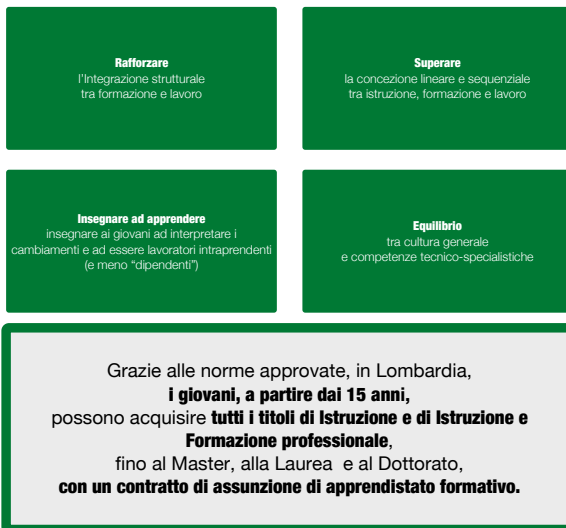 Rafforzare
l'Integrazione strutturale
tra formazione e lavoro
Superare
la concezione lineare e sequenziale
tra istruzione, formazione e lavoro
Insegnare ad apprendere
insegnare ai giovani ad interpretare i
cambiamenti e ad essere lavoratori intraprendenti
(e meno "dipendenti")
Equilibrio
tra cultura generale
e competenze tecnico-specialistiche
Grazie alle norme approvate, in Lombardia,
i giovani, a partire dai 15 anni,
possono acquisire tutti i titoli di Istruzione e di Istruzione e
Formazione professionale,
fino al Master, alla Laurea e al Dottorato,
con un contratto di assunzione di apprendistato formativo.